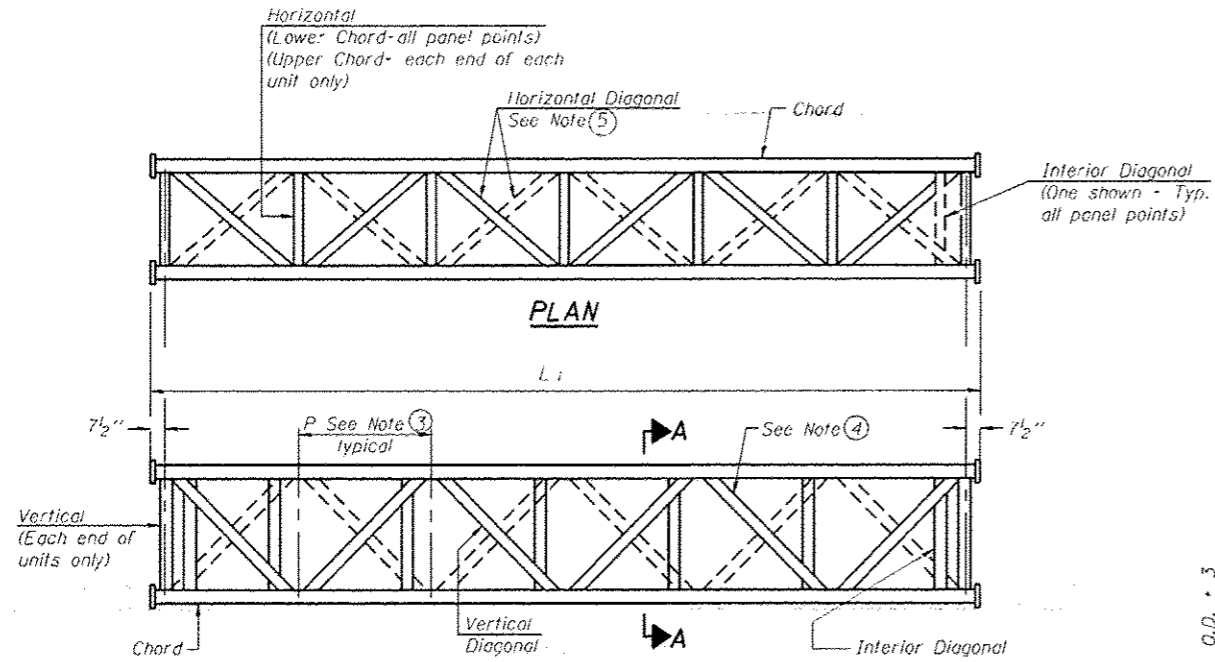 Horizontal
(Lower Chord-all panel points)
(Upper Chord- each end of each
unit only)
Horizontal Diagonal
See Note (5)
Chord
Interior Diagonal
(One shown - Typ.
all panel points)
PLAN
Li
7½"
P See Note (3)
typical
A
See Note (4)
7½"
Vertical
(Each end of
units only)
Chord
Vertical
Diagonal
A
Interior Diagonal
O.D. + 3